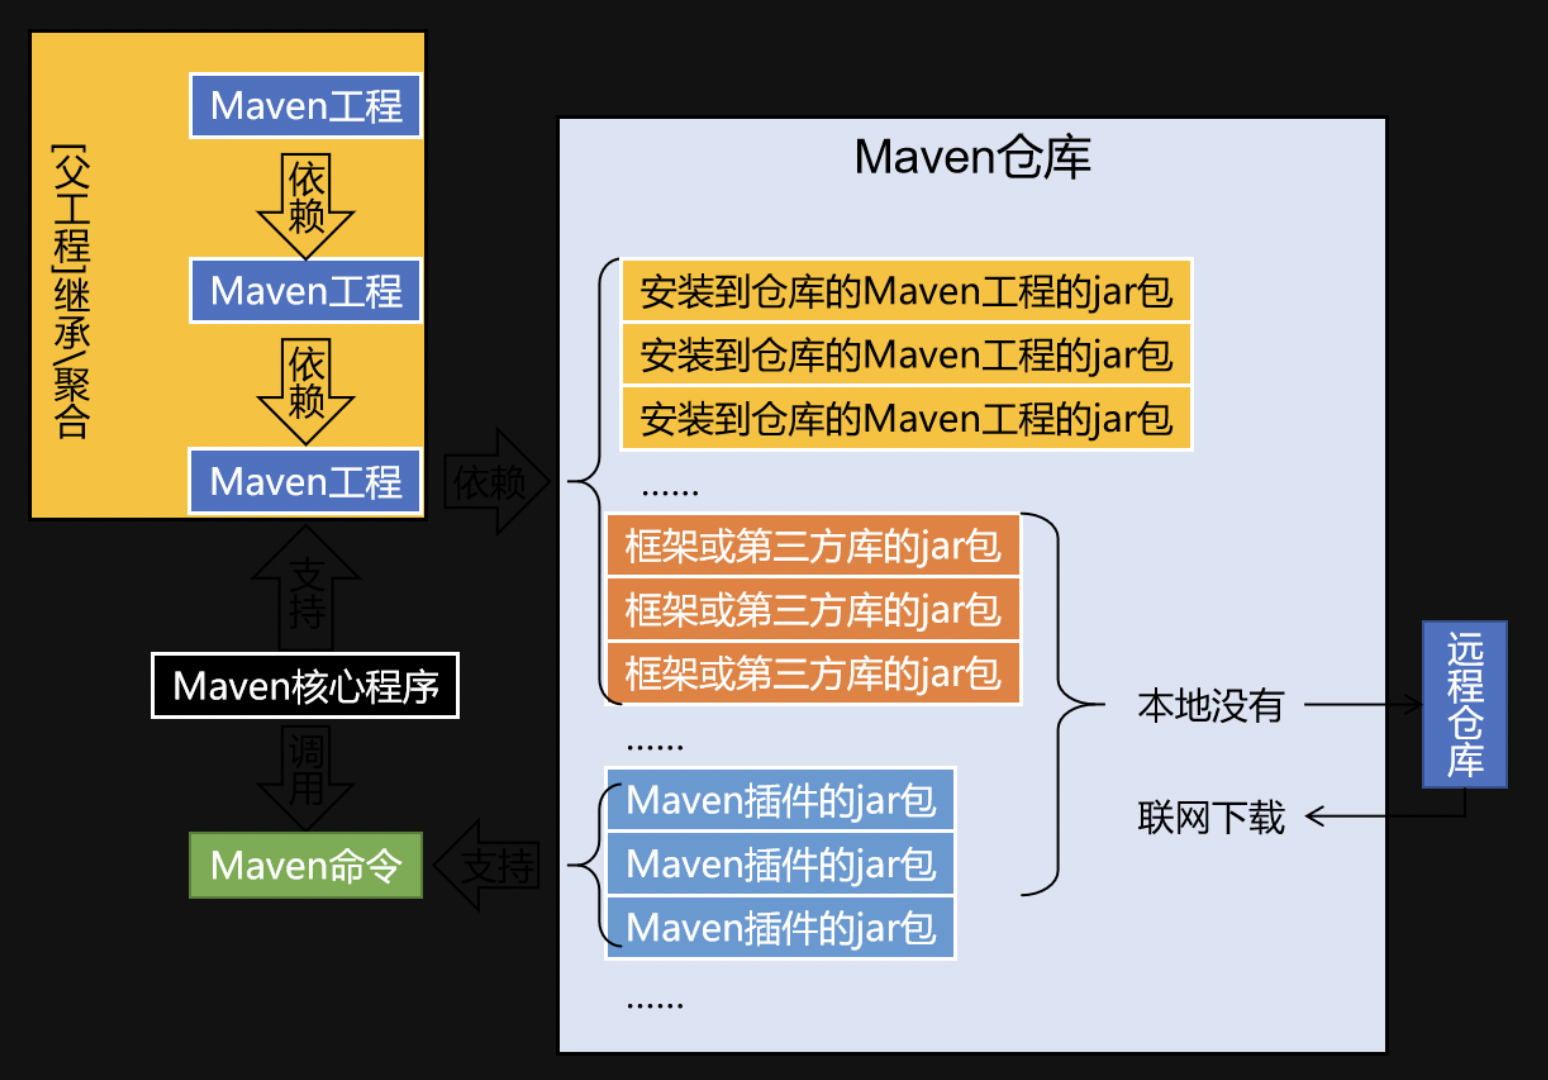 [父工程]继承/聚合
Maven工程
依赖
Maven工程
依赖
Maven工程
依赖
支持
Maven核心程序
调用
Maven命令
支持
Maven仓库
安装到仓库的Maven工程的jar包
安装到仓库的Maven工程的jar包
安装到仓库的Maven工程的jar包
......
框架或第三方库的jar包
框架或第三方库的jar包
框架或第三方库的jar包
......
Maven插件的jar包
Maven插件的jar包
Maven插件的jar包
......
本地没有
联网下载
远程仓库